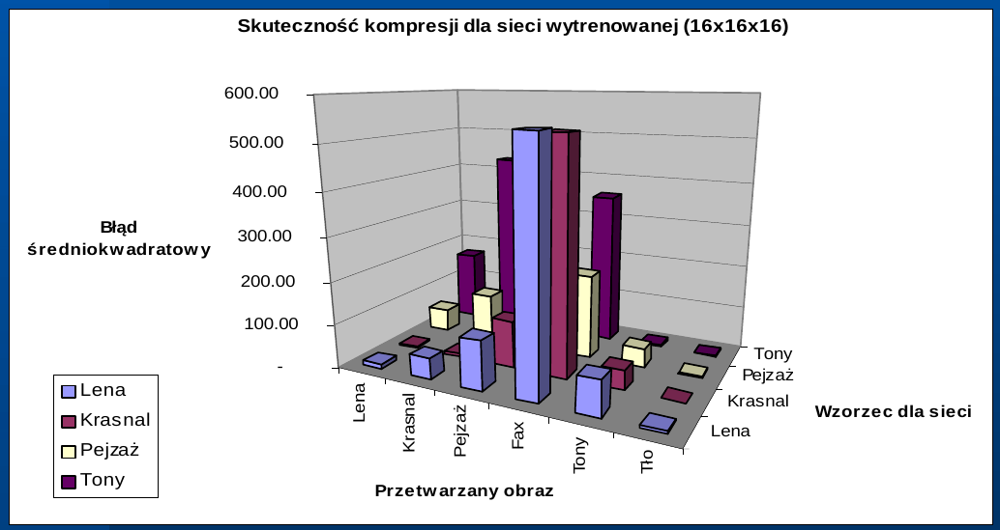 Skuteczność kompresji dla sieci wytrenowanej (16x16x16)
600.00
500.00
400.00
300.00
200.00
100.00
-
Błąd
średniokwadratowy
Lena
Krasnal
Pejzaż
Fax
Tony
Tło
Przetwarzany obraz
Tony
Pejzaż
Krasnal
Lena
Wzorzec dla sieci
Lena
Krasnal
Pejzaż
Tony